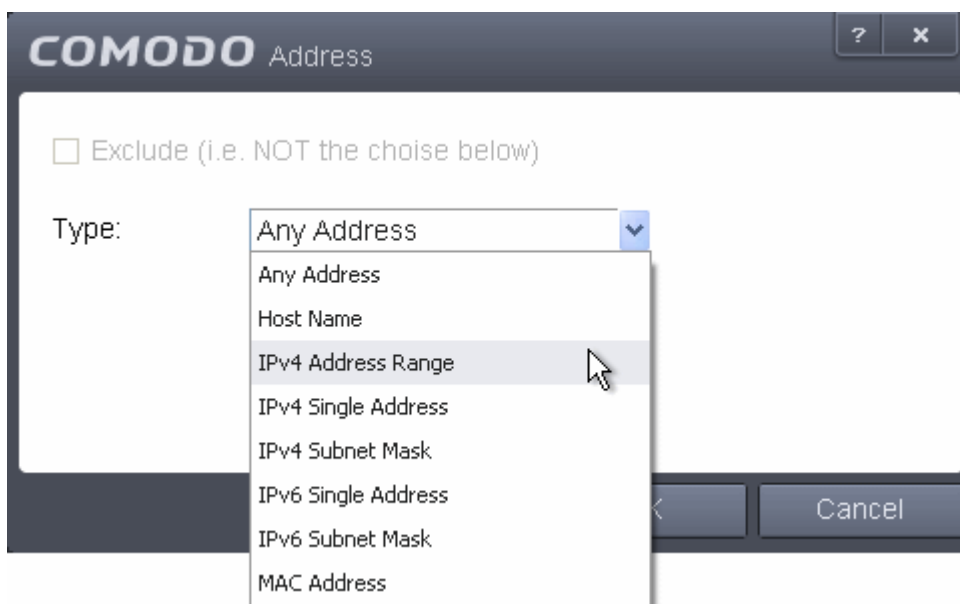 COMODO Address
? x
Exclude (i.e. NOT the choise below)
Type: Any Address
Any Address
Host Name
IPv4 Address Range
IPv4 Single Address
IPv4 Subnet Mask
IPv6 Single Address
IPv6 Subnet Mask
Cancel
MAC Address